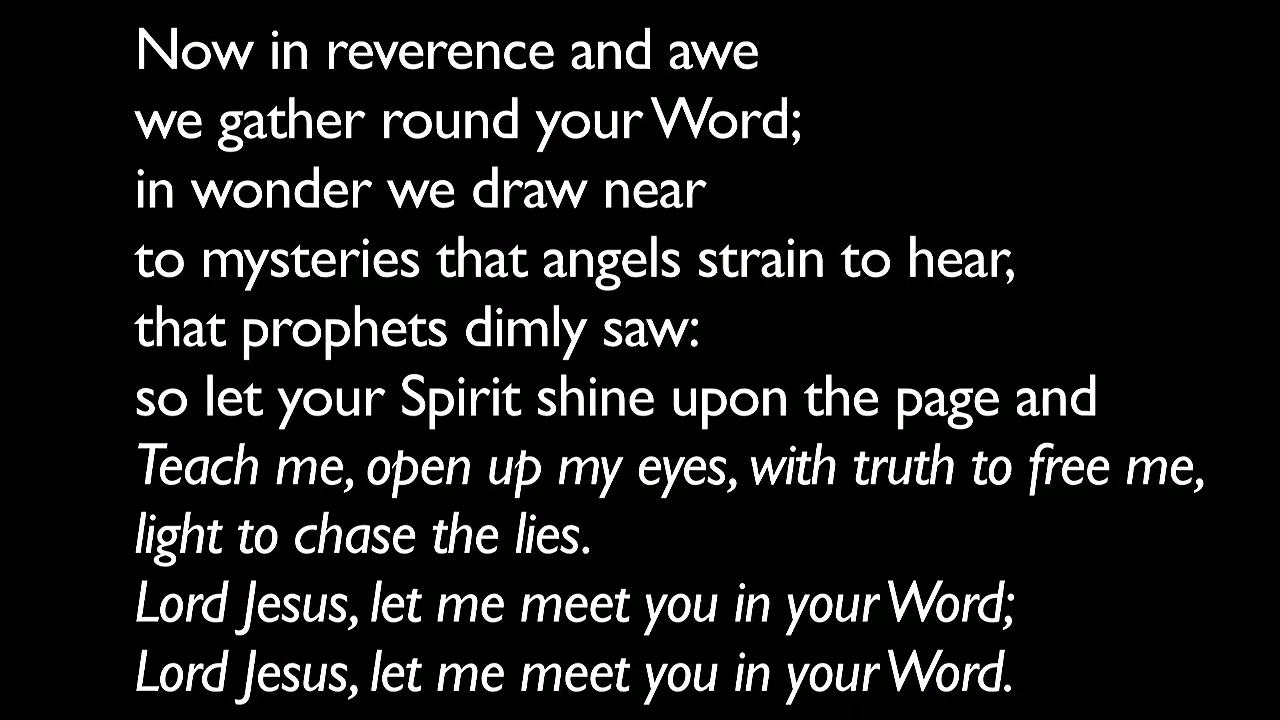 Now in reverence and awe
we gather round your Word;
in wonder we draw near
to mysteries that angels strain to hear,
that prophets dimly saw:
so let your Spirit shine upon the page and
Teach me, open up my eyes, with truth to free me,
light to chase the lies.
Lord Jesus, let me meet you in your Word;
Lord Jesus, let me meet you in your Word.